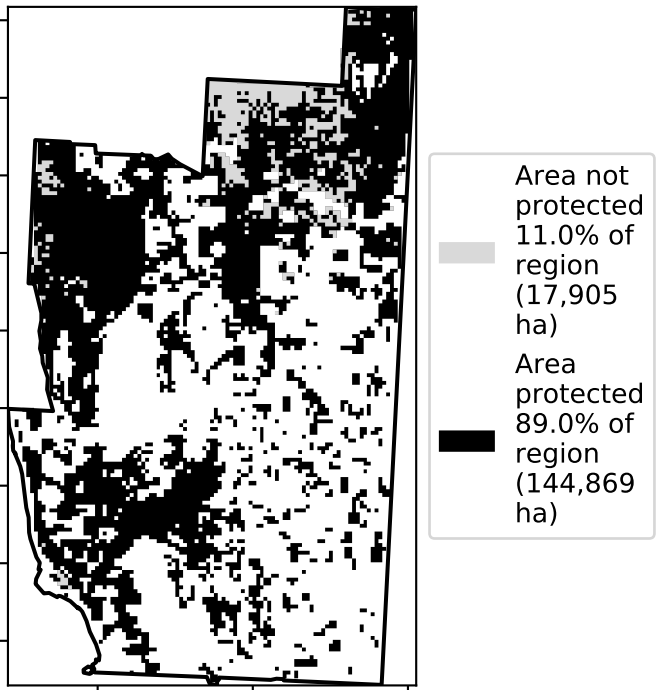 Area not
protected
11.0% of
region
(17,905
ha)
Area
protected
89.0% of
region
(144,869
ha)